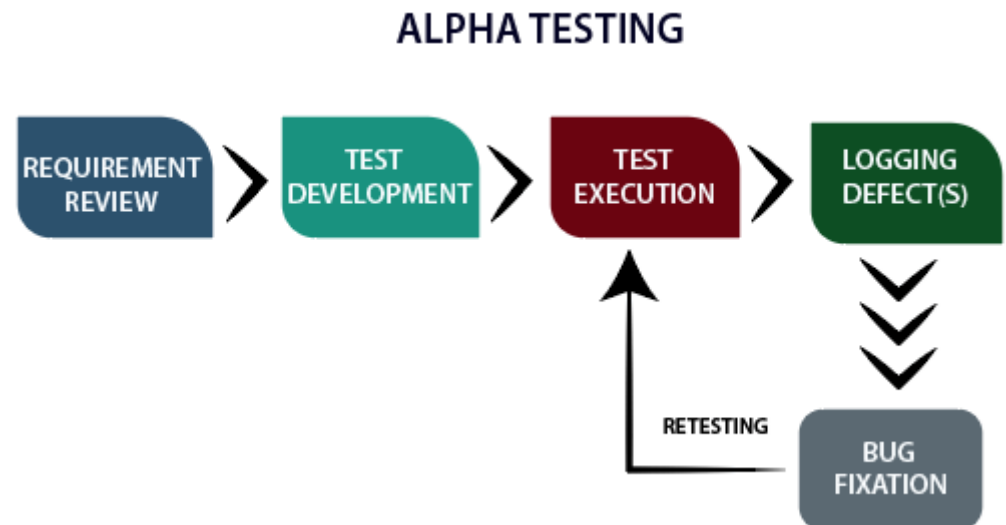 ALPHA TESTING
REQUIREMENT
REVIEW
TEST
DEVELOPMENT
TEST
EXECUTION
LOGGING
DEFECT(S)
RETESTING
BUG
FIXATION